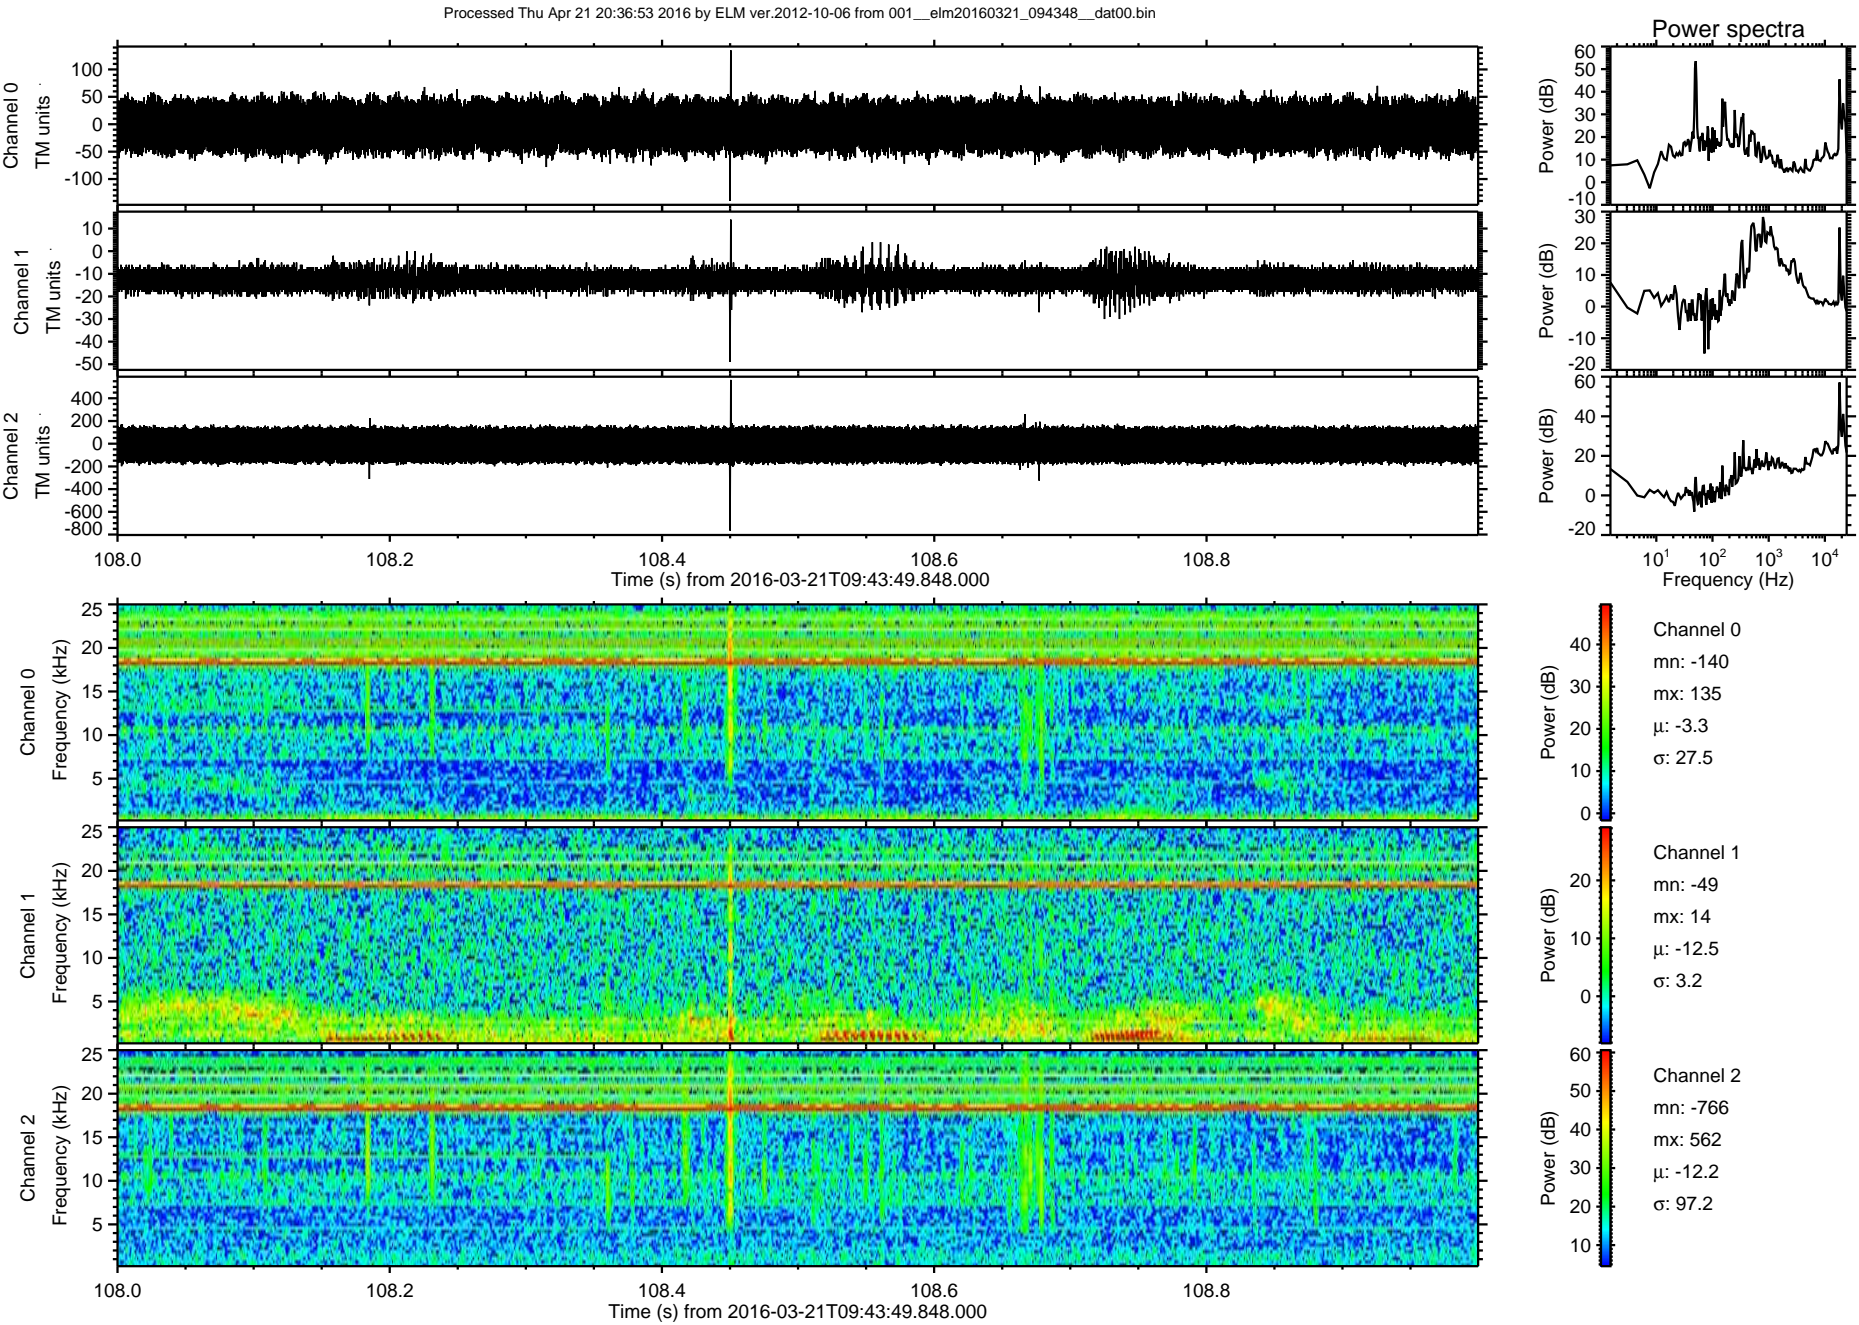 Processed Thu Apr 21 20:36:53 2016 by ELM ver.2012-10-06 from 001__elm20160321_094348__dat00.bin
Power spectra
Channel 0
TM units
100
50
0
-50
-100
Power (dB)
60
50
40
30
20
10
0
-10
Channel 1
TM units
10
0
-10
-20
-30
-40
-50
Power (dB)
30
20
10
0
-10
-20
Channel 2
TM units
400
200
0
-200
-400
-600
-800
Power (dB)
60
40
20
0
-20
108.0 108.2 108.4 108.6 108.8
Time (s) from 2016-03-21T09:43:49.848.000
10¹ 10² 10³ 10⁴
Frequency (Hz)
Channel 0
Frequency (kHz)
25
20
15
10
5
Power (dB)
40
30
20
10
0
Channel 0
mn: -140
mx: 135
μ: -3.3
σ: 27.5
Channel 1
Frequency (kHz)
25
20
15
10
5
Power (dB)
20
10
0
Channel 1
mn: -49
mx: 14
μ: -12.5
σ: 3.2
Channel 2
Frequency (kHz)
25
20
15
10
5
Power (dB)
60
50
40
30
20
10
Channel 2
mn: -766
mx: 562
μ: -12.2
σ: 97.2
108.0 108.2 108.4 108.6 108.8
Time (s) from 2016-03-21T09:43:49.848.000